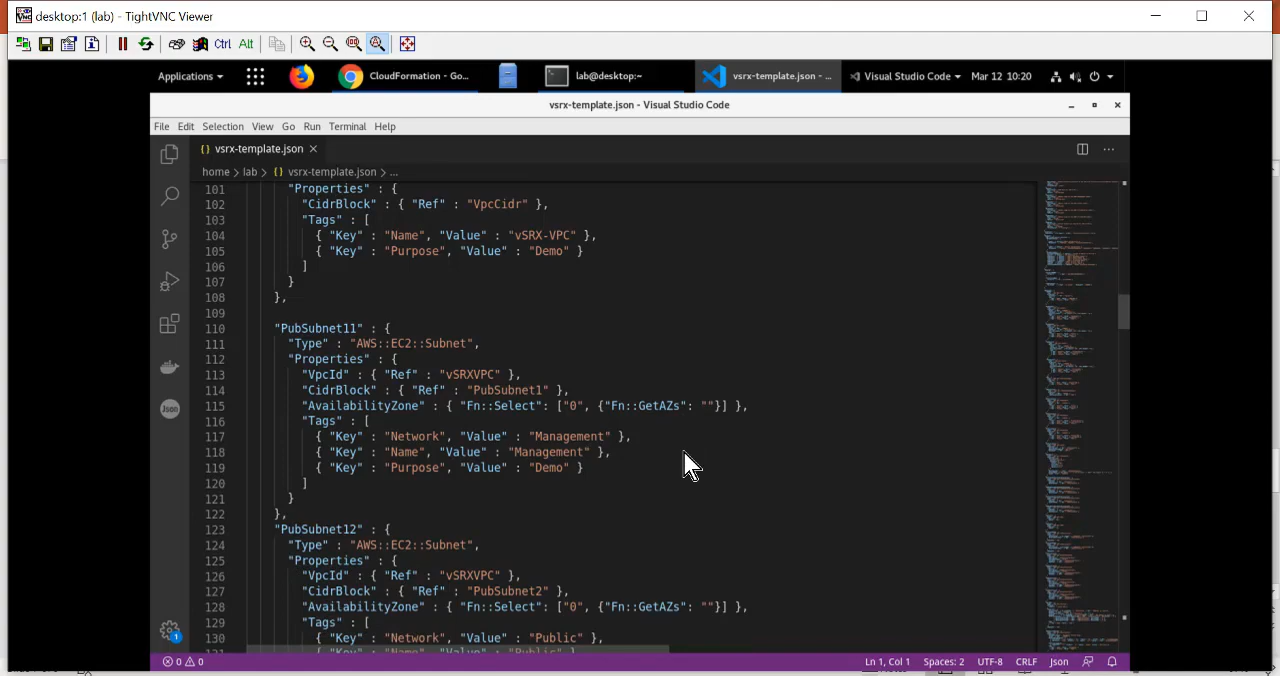 desktop:1 (lab) - TightVNC Viewer
Ctrl Alt
Applications CloudFormation - Go... lab@desktop:~ vsrx-template.json - ... Visual Studio Code Mar 12 10:20
vsrx-template.json - Visual Studio Code
File Edit Selection View Go Run Terminal Help
{} vsrx-template.json
home > lab > {} vsrx-template.json > ...
101 "Properties" : {
102 "CidrBlock" : { "Ref" : "VpcCidr" },
103 "Tags" : [
104 { "Key" : "Name", "Value" : "vSRX-VPC" },
105 { "Key" : "Purpose", "Value" : "Demo" }
106 ]
107 }
108 },
109
110 "PubSubnet11" : {
111 "Type" : "AWS::EC2::Subnet",
112 "Properties" : {
113 "VpcId" : { "Ref" : "vSRXVPC" },
114 "CidrBlock" : { "Ref" : "PubSubnet1" },
115 "AvailabilityZone" : { "Fn::Select": ["0", {"Fn::GetAZs": ""}] },
116 "Tags" : [
117 { "Key" : "Network", "Value" : "Management" },
118 { "Key" : "Name", "Value" : "Management" },
119 { "Key" : "Purpose", "Value" : "Demo" }
120 ]
121 }
122 },
123 "PubSubnet12" : {
124 "Type" : "AWS::EC2::Subnet",
125 "Properties" : {
126 "VpcId" : { "Ref" : "vSRXVPC" },
127 "CidrBlock" : { "Ref" : "PubSubnet2" },
128 "AvailabilityZone" : { "Fn::Select": ["0", {"Fn::GetAZs": ""}] },
129 "Tags" : [
130 { "Key" : "Network", "Value" : "Public" },
Json
1
0 0 Ln 1, Col 1 Spaces: 2 UTF-8 CRLF Json